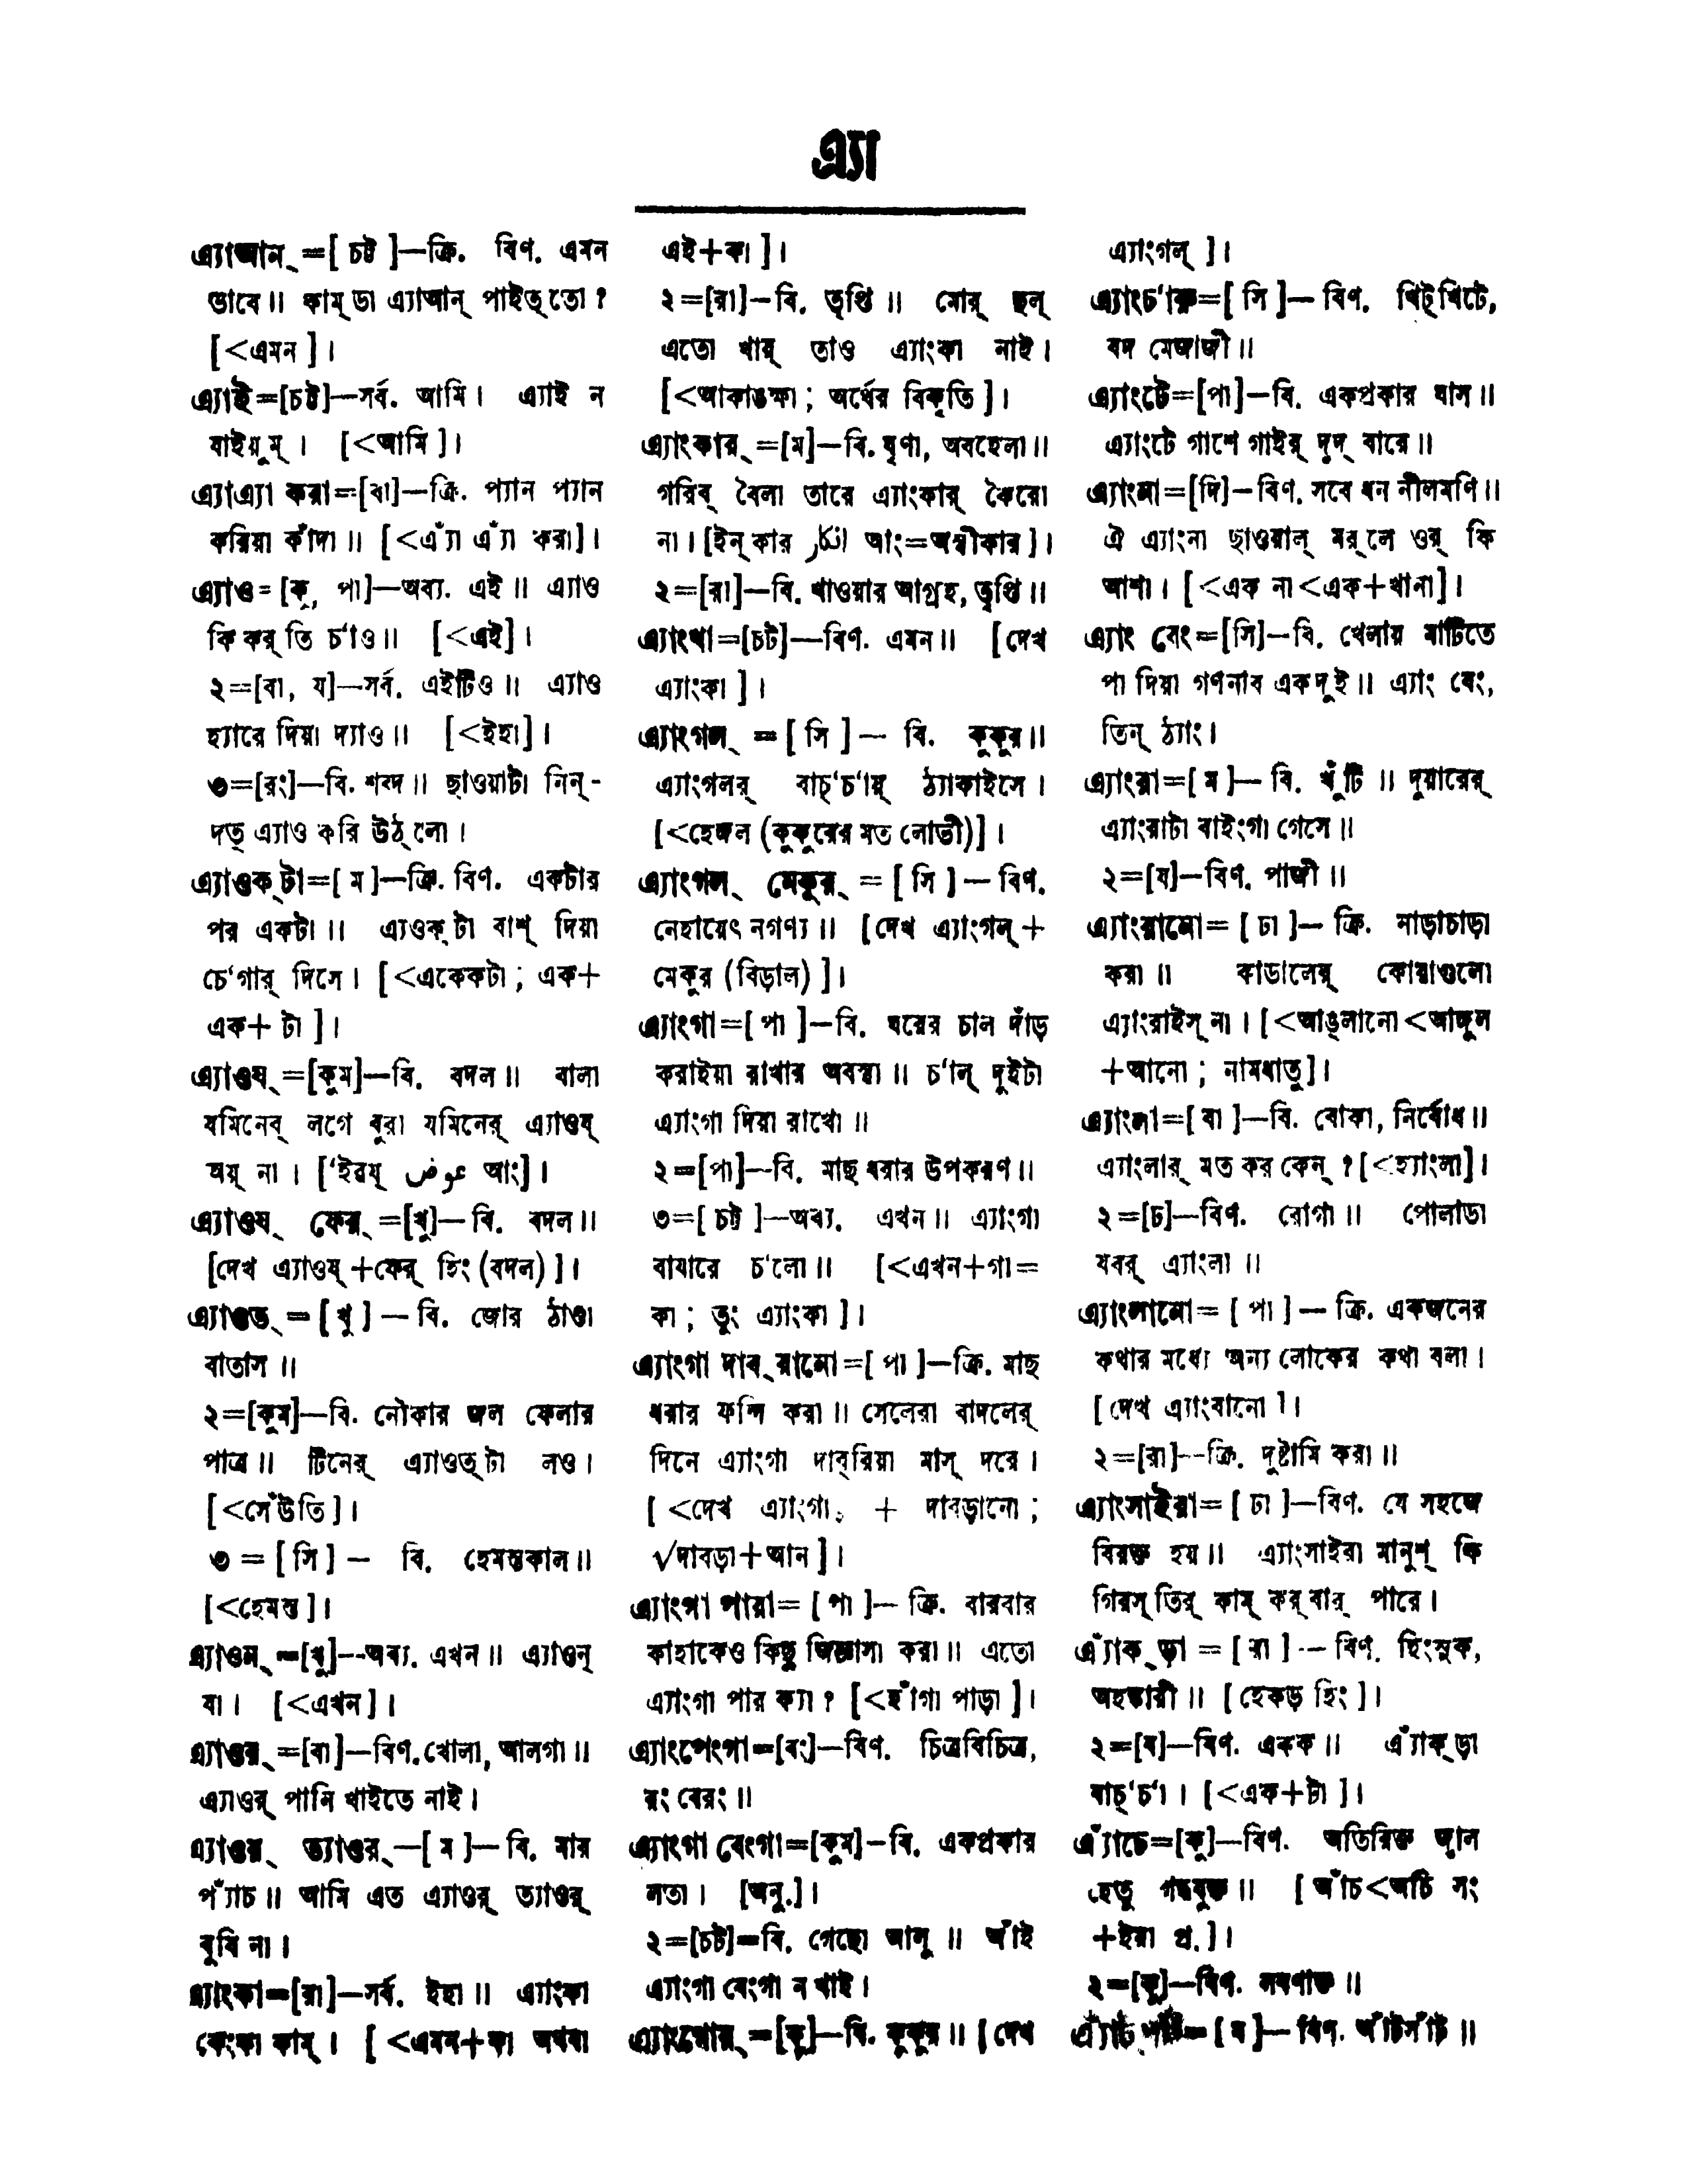 এ্যা
এ্যাআন্ =[ চট্ট ]—ক্রি. বিণ. এমন
ভাবে॥ কাম্ডা এ্যাআন্ পাইত্তো?
[<এমন]।
এ্যাই=[চট্ট]—সর্ব. আমি। এ্যাই ন
যাইয়ুম্। [<আমি]।
এ্যাএ্যা করা=[বা]—ক্রি. প্যান প্যান
করিয়া কাঁদা॥ [<এ্যাঁ এ্যাঁ করা]।
এ্যাও=[কু, পা]—অব্য. এই॥ এ্যাও
কি কর্তি চ'াও॥ [<এই]।
২=[বা, য]—সর্ব. এইটিও॥ এ্যাও
হ্যারে দিয়া দ্যাও॥ [<ইহা]।
৩=[রং]—বি. শব্দ॥ ছাওয়াটা নিন্-
দত্ এ্যাও করি উঠ্লো।
এ্যাওক্টা=[ম]—ক্রি. বিণ. একটার
পর একটা॥ এ্যওক্টা বাশ্ দিয়া
চে'গার্ দিসে। [<একেকটা; এক+
এক+টা]।
এ্যাওয্=[কুম]—বি. বদল॥ বালা
যমিনের্ লগে বুরা যমিনের্ এ্যাওয্
অয়্ না। ['ইৱয্ عوض আং]।
এ্যাওয্ ফের্=[খু]—বি. বদল॥
[দেখ এ্যাওয্+ফের্ হিং (বদল)]।
এ্যাওত্ =[খু]—বি. জোর ঠাণ্ডা
বাতাস॥
২=[কুম]—বি. নৌকার জল ফেলার
পাত্র॥ টিনের্ এ্যাওত্টা লও।
[<সেঁউতি]।
৩=[সি]— বি. হেমন্তকাল॥
[<হেমন্ত]।
এ্যাওন্ =[খু]—অব্য. এখন॥ এ্যাওন্
যা। [<এখন]।
এ্যাওর্ =[বা]—বিণ. খোলা, আলগা॥
এ্যাওর্ পানি খাইতে নাই।
এ্যাওর্ ত্যাওর্—[ম]—বি. মার
প্যাঁচ॥ আমি এত এ্যাওর্ ত্যাওর্
বুঝি না।
এ্যাংকা=[রা]—সর্ব. ইহা॥ এ্যাংকা
কেংকা কাম্। [<এমন+কা অথবা
এই+কা]।
২=[রা]—বি. তৃপ্তি॥ মোর্ ছল্
এতো খায়্ তাও এ্যাংকা নাই।
[<আকাঙক্ষা; অর্থের বিকৃতি]।
এ্যাংকার্ =[ম]—বি. ঘৃণা, অবহেলা॥
গরিব্ বৈলা তারে এ্যাংকার্ কৈরো
না। [ইন্কার انكار আং=অস্বীকার]।
২=[রা]—বি. খাওয়ার আগ্রহ, তৃপ্তি॥
এ্যাংখা=[চট]—বিণ. এমন॥ [দেখ
এ্যাংকা]।
এ্যাংগল্ =[সি]— বি. কুকুর॥
এ্যাংগলর্ বাচ্'চ'ায়্ ঠ্যাকাইসে।
[<হেঙ্গল (কুকুরের মত লোভী)]।
এ্যাংগল্ মেকুর্ =[সি]—বিণ.
নেহায়েৎ নগণ্য॥ [দেখ এ্যাংগল্+
মেকুর (বিড়াল)]।
এ্যাংগা=[পা]—বি. ঘরের চাল দাঁড়
করাইয়া রাখার অবস্থা॥ চ'াল্ দুইটা
এ্যাংগা দিয়া রাখো॥
২=[পা]—বি. মাছ ধরার উপকরণ॥
৩=[চট্ট]—অব্য. এখন॥ এ্যাংগা
বাযারে চ'লো॥ [<এখন+গা=
কা; তুং এ্যাংকা]।
এ্যাংগা দাব্রানো=[পা]—ক্রি. মাছ
ধরার ফন্দি করা॥ সেলেরা বাদলের্
দিনে এ্যাংগা দাব্রিয়া মাস্ দরে।
[<দেখ এ্যাংগা, + দাবড়ানো;
√দাবড়া+আন]।
এ্যাংগা পারা=[পা]— ক্রি. বারবার
কাহাকেও কিছু জিজ্ঞাসা করা॥ এতো
এ্যাংগা পার ক্যা? [<হাঁগা পাড়া]।
এ্যাংপেংগা=[রং]—বিণ. চিত্রবিচিত্র,
রং বেরং॥
এ্যাংগা বেংগা=[কুম]—বি. একপ্রকার
লতা। [অনু.]।
২=[চট]=বি. গেছো আলু॥ আঁই
এ্যাংগা বেংগা ন খাই।
এ্যাংঘোর্ =[কু]—বি. কুকুর॥ [দেখ
এ্যাংগল্]।
এ্যাংচ'ারু=[সি]— বিণ. খিট্খিটে,
বদ মেজাজী॥
এ্যাংটে=[পা]—বি. একপ্রকার ঘাস॥
এ্যাংটে গাশে গাইর্ দুদ্ বারে॥
এ্যাংনা=[দি]—বিণ. সবে ধন নীলমণি॥
ঐ এ্যাংনা ছাওয়াল্ মর্লে ওর্ কি
আশা। [<এক না<এক+খানা]।
এ্যাং বেং=[সি]—বি. খেলায় মাটিতে
পা দিয়া গণনার একদুই॥ এ্যাং বেং,
তিন্ ঠ্যাং।
এ্যাংরা=[ম]— বি. খুঁটি॥ দুয়ারের্
এ্যাংরাটা বাইংগা গেসে॥
২=[য]—বিণ. পাজী॥
এ্যাংরানো=[ঢা]— ক্রি. নাড়াচাড়া
করা॥ কাডালের্ কোয়াগুলো
এ্যাংরাইস্ না। [<আঙ্লানো<আঙ্গুল
+আনো; নামধাতু]।
এ্যাংলা=[বা]—বি. বোকা, নির্বোধ॥
এ্যাংলার্ মত কর কেন্? [<হ্যাংলা]।
২=[ঢ]—বিণ. রোগা॥ পোলাডা
যবর্ এ্যাংলা॥
এ্যাংলানো=[পা]— ক্রি. একজনের
কথার মধ্যে অন্য লোকের কথা বলা।
[দেখ এ্যাংরানো]।
২=[রা]—ক্রি. দুষ্টামি করা॥
এ্যাংসাইরা=[ঢা]—বিণ. যে সহজে
বিরক্ত হয়॥ এ্যাংসাইরা মানুশ্ কি
গিরস্তির্ কাম্ কর্বার্ পারে।
এ্যাঁক্ড়া =[রা]— বিণ. হিংসুক,
অহঙ্কারী॥ [হেকড় হিং]।
২=[ব]—বিণ. একক॥ এ্যাঁক্ড়া
বাচ্'চ'া। [<এক+টা]।
এ্যাঁচে=[কু]—বিণ. অতিরিক্ত জ্বাল
হেতু গন্ধযুক্ত॥ [আঁচ<অর্চি সং
+ইয়া প্র.]।
২=[কু]—বিণ. লবণাক্ত॥
=[ম]—বিণ. আঁটসাঁট॥